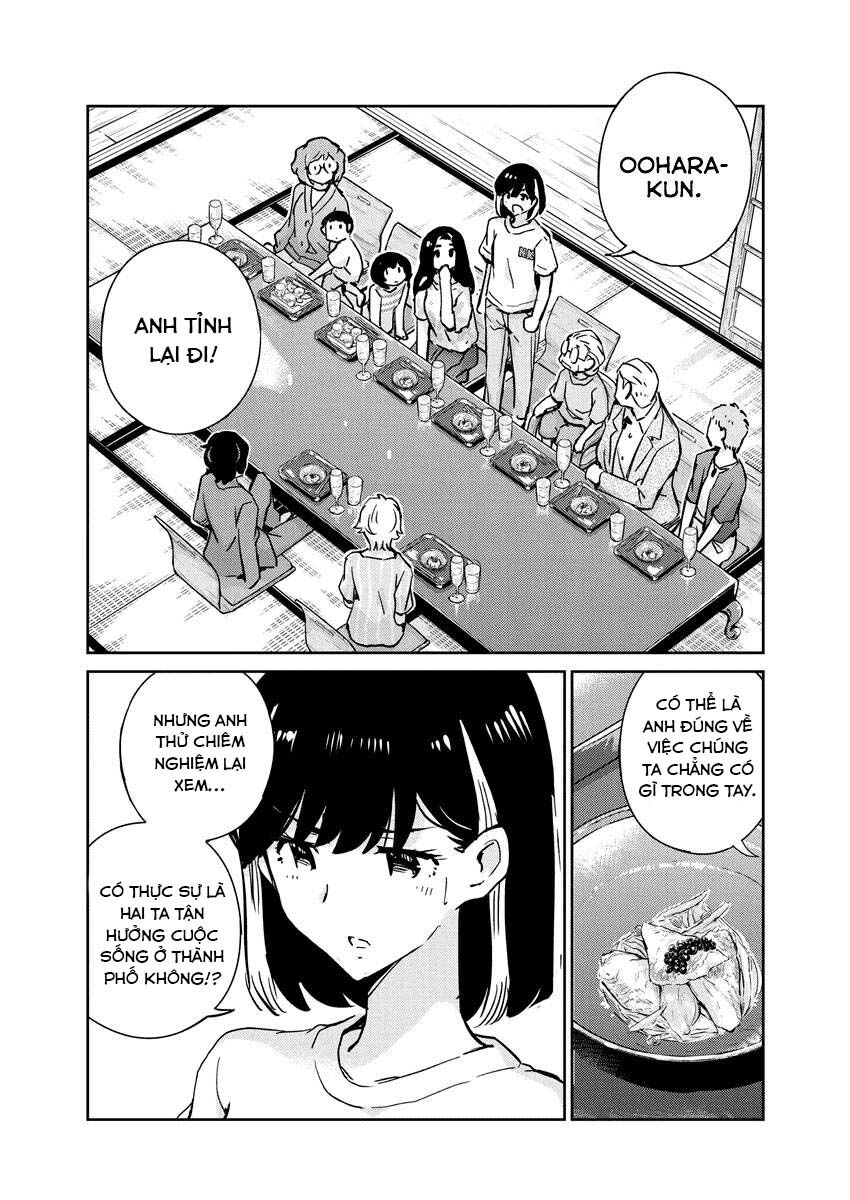 OOHARA-
KUN.
ANH TỈNH
LẠI ĐI!
CÓ THỂ LÀ
ANH ĐÚNG VỀ
VIỆC CHÚNG
TA CHẲNG CÓ
GÌ TRONG TAY.
NHƯNG ANH
THỬ CHIÊM
NGHIỆM LẠI
XEM...
CÓ THỰC SỰ LÀ
HAI TA TẬN
HƯỞNG CUỘC
SỐNG Ở THÀNH
PHỐ KHÔNG!?